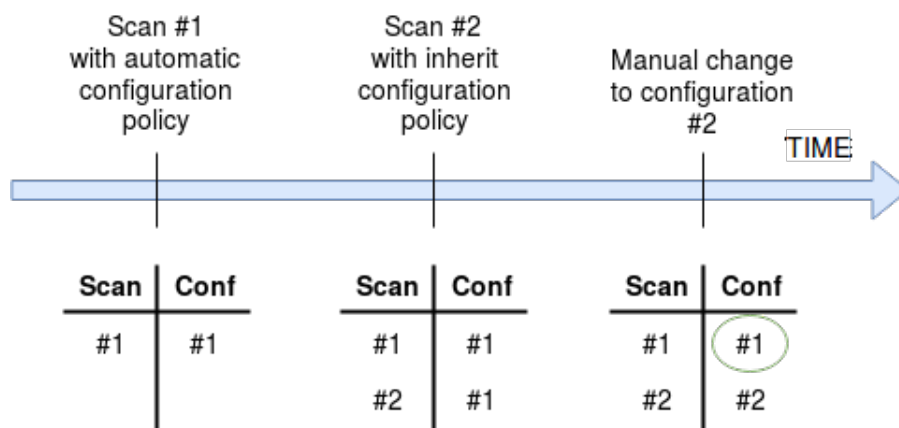 Scan #1
with automatic
configuration
policy
Scan #2
with inherit
configuration
policy
Manual change
to configuration
#2
TIME
Scan Conf
#1 #1
Scan Conf
#1 #1
#2 #1
Scan Conf
#1 #1
#2 #2